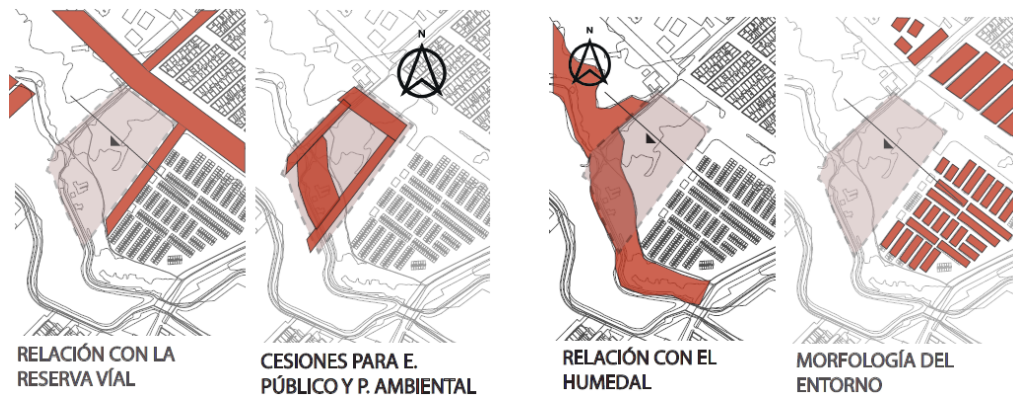 N
N
RELACIÓN CON LA
RESERVA VÍAL
CESIONES PARA E.
PÚBLICO Y P. AMBIENTAL
RELACIÓN CON EL
HUMEDAL
MORFOLOGÍA DEL
ENTORNO